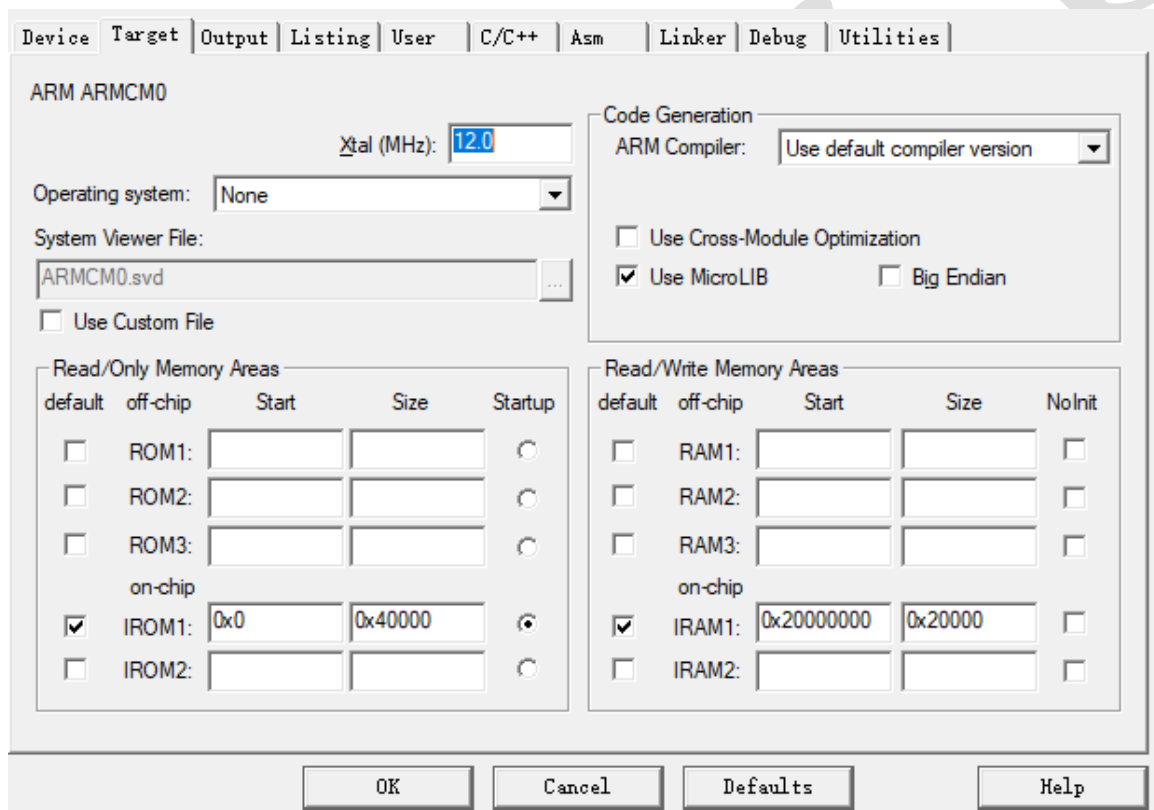 Device Target Output Listing User C/C++ Asm Linker Debug Utilities
ARM ARMCM0
Xtal (MHz): 12.0
Operating system: None
System Viewer File:
ARMCM0.svd ...
Use Custom File
Code Generation
ARM Compiler: Use default compiler version
Use Cross-Module Optimization
Use MicroLIB Big Endian
Read/Only Memory Areas
default off-chip Start Size Startup
ROM1:
ROM2:
ROM3:
on-chip
IROM1: 0x0 0x40000
IROM2:
Read/Write Memory Areas
default off-chip Start Size NoInit
RAM1:
RAM2:
RAM3:
on-chip
IRAM1: 0x20000000 0x20000
IRAM2:
OK Cancel Defaults Help